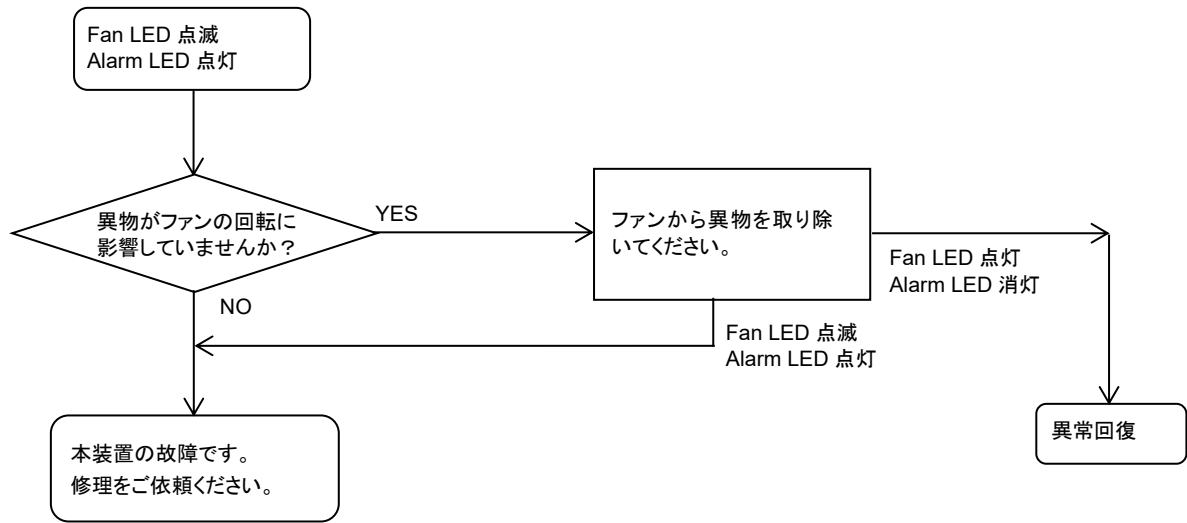 Fan LED 点滅
Alarm LED 点灯
異物がファンの回転に
影響していませんか？
YES
ファンから異物を取り除
いてください。
Fan LED 点灯
Alarm LED 消灯
NO
Fan LED 点滅
Alarm LED 点灯
異常回復
本装置の故障です。
修理をご依頼ください。